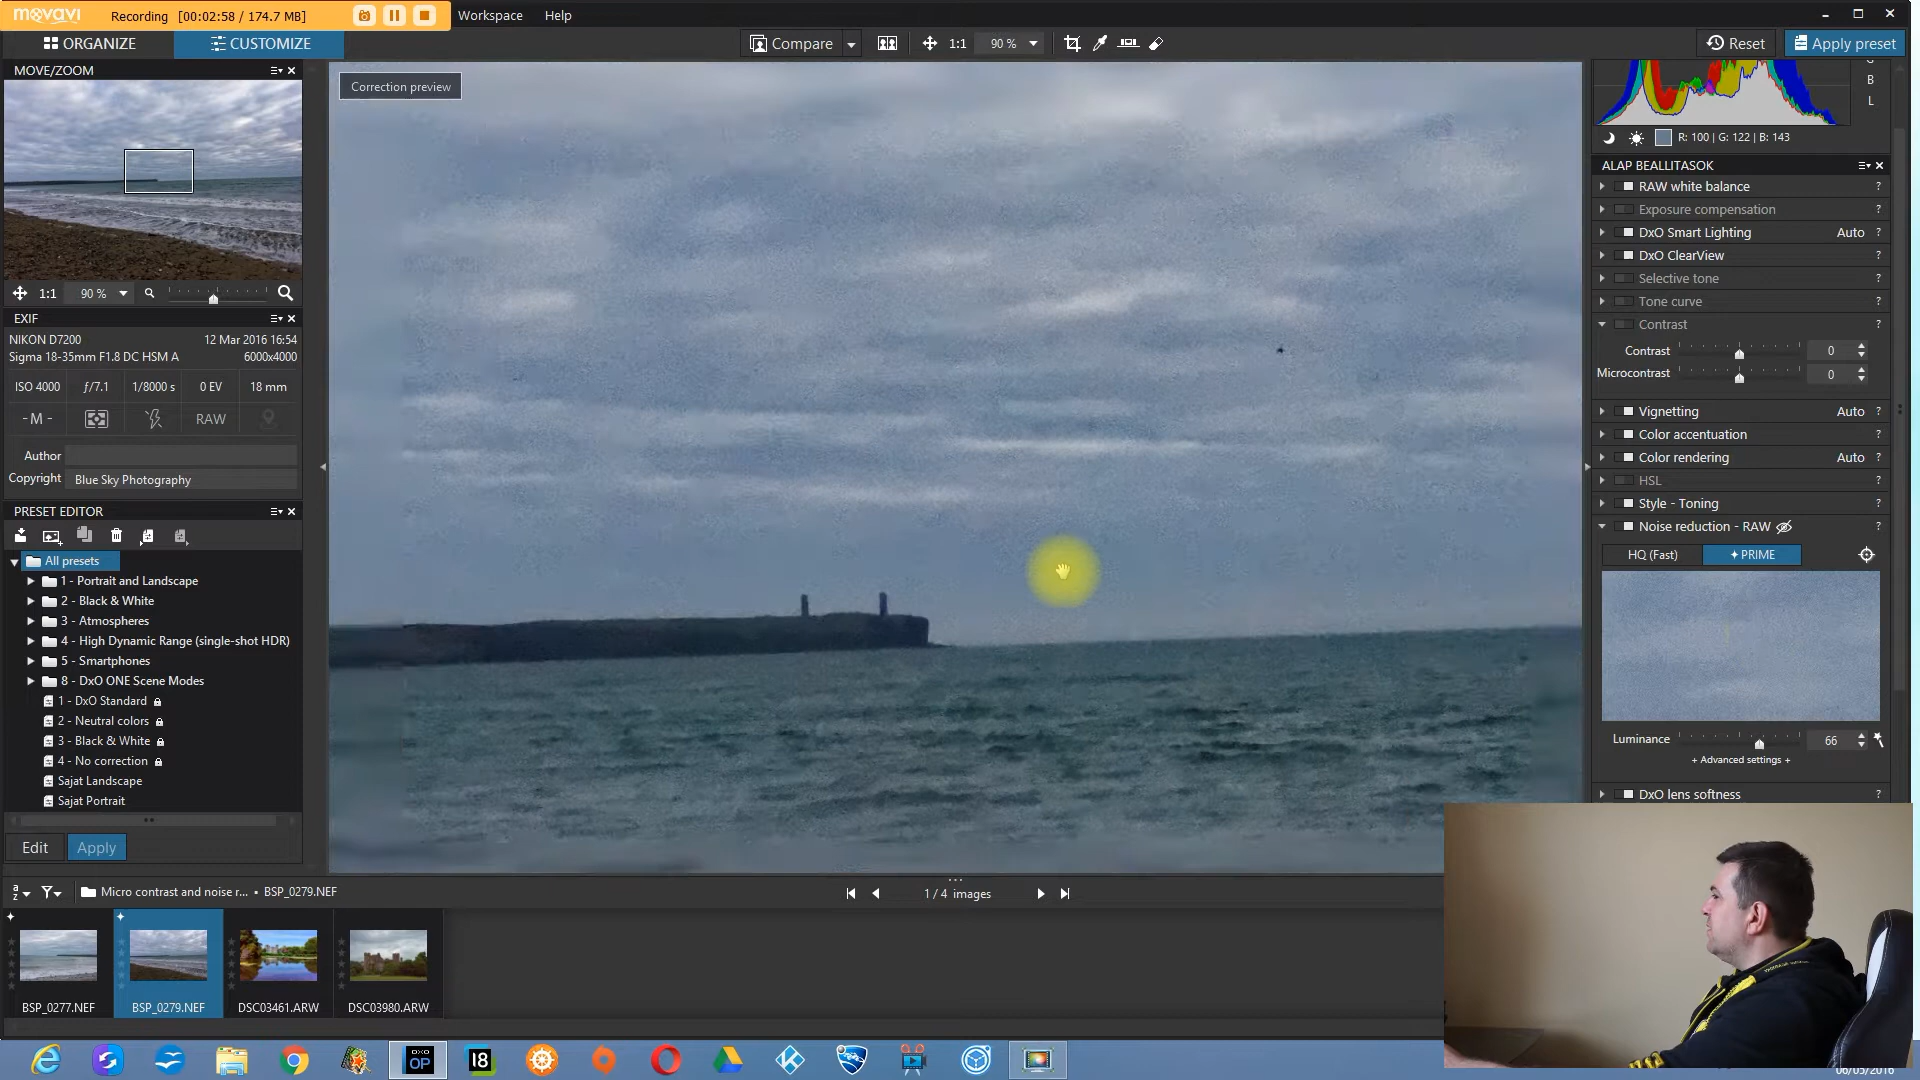 movavi Recording [00:02:58 / 174.7 MB] Workspace Help
ORGANIZE CUSTOMIZE Compare 1:1 90 % Reset Apply preset
MOVE/ZOOM
Correction preview
B
L
R: 100 | G: 122 | B: 143
1:1 90 %
EXIF
NIKON D7200 12 Mar 2016 16:54
Sigma 18-35mm F1.8 DC HSM A 6000x4000
ISO 4000 ƒ/7.1 1/8000 s 0 EV 18 mm
- M - RAW
Author
Copyright Blue Sky Photography
PRESET EDITOR
All presets
1 - Portrait and Landscape
2 - Black & White
3 - Atmospheres
4 - High Dynamic Range (single-shot HDR)
5 - Smartphones
8 - DxO ONE Scene Modes
1 - DxO Standard
2 - Neutral colors
3 - Black & White
4 - No correction
Sajat Landscape
Sajat Portrait
Edit Apply
ALAP BEALLITASOK
RAW white balance ?
Exposure compensation ?
DxO Smart Lighting Auto ?
DxO ClearView ?
Selective tone ?
Tone curve ?
Contrast ?
Contrast 0
Microcontrast 0
Vignetting Auto ?
Color accentuation ?
Color rendering Auto ?
HSL ?
Style - Toning ?
Noise reduction - RAW ?
HQ (Fast) PRIME
Luminance 66
+ Advanced settings +
DxO lens softness ?
Micro contrast and noise r... • BSP_0279.NEF
1 / 4 images
BSP_0277.NEF BSP_0279.NEF DSC03461.ARW DSC03980.ARW
DXO OP 18
06/05/2016